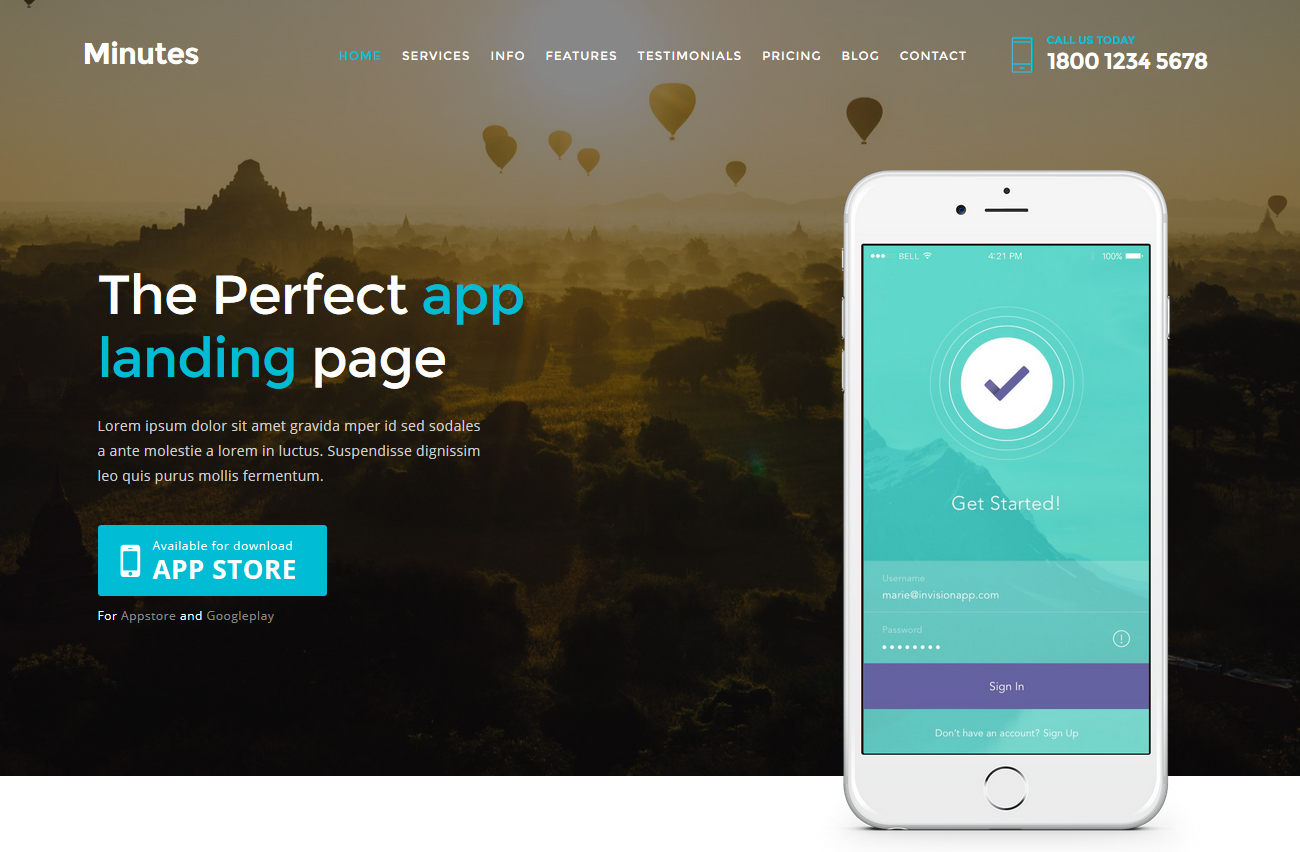 Minutes
HOME SERVICES INFO FEATURES TESTIMONIALS PRICING BLOG CONTACT
CALL US TODAY
1800 1234 5678
The Perfect app
landing page
Lorem ipsum dolor sit amet gravida mper id sed sodales
a ante molestie a lorem in luctus. Suspendisse dignissim
leo quis purus mollis fermentum.
Available for download
APP STORE
For Appstore and Googleplay
BELL 4:21 PM 100%
Get Started!
Username
marie@invisionapp.com
Password
Sign In
Don't have an account? Sign Up